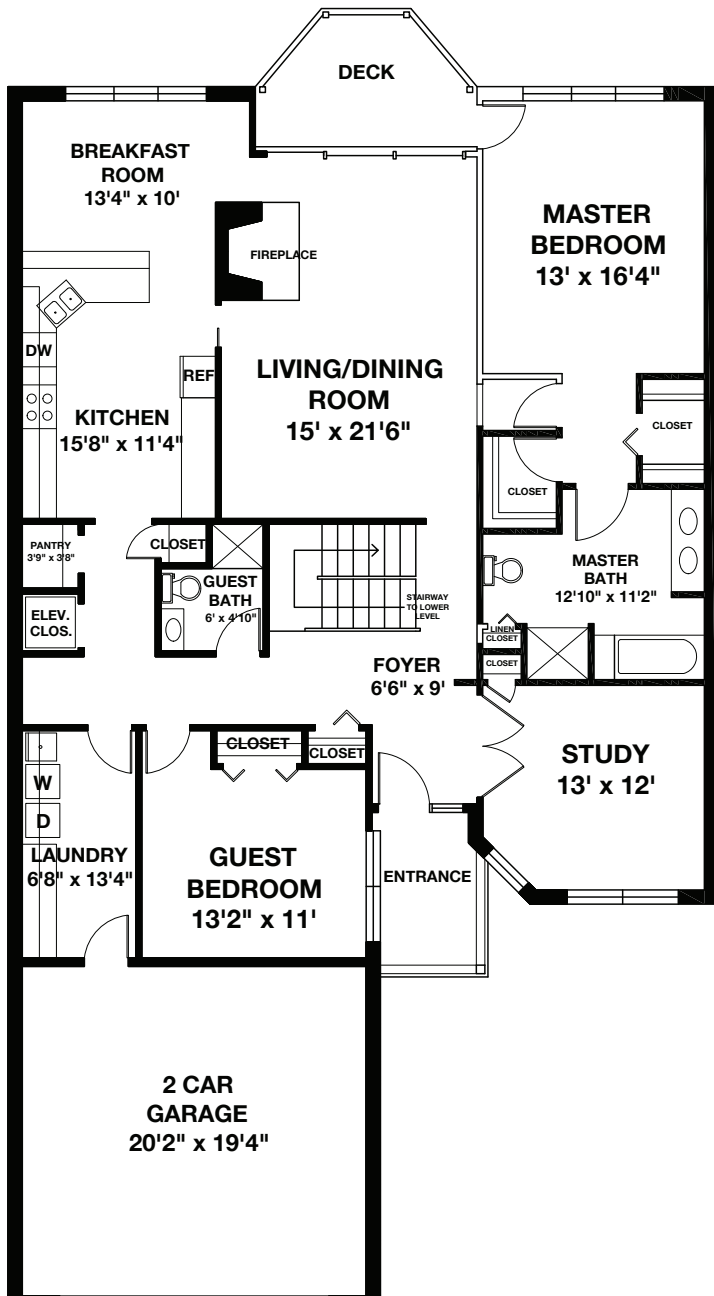 DECK
BREAKFAST
ROOM
13'4" x 10'
MASTER
BEDROOM
13' x 16'4"
FIREPLACE
DW
REF
LIVING/DINING
ROOM
15' x 21'6"
KITCHEN
15'8" x 11'4"
CLOSET
CLOSET
PANTRY
3'9" x 3'8"
CLOSET
GUEST
BATH
6' x 4'10"
MASTER
BATH
12'10" x 11'2"
ELEV.
CLOS.
STAIRWAY
TO LOWER
LEVEL
LINEN
CLOSET
CLOSET
FOYER
6'6" x 9'
CLOSET
CLOSET
STUDY
13' x 12'
W
D
LAUNDRY
6'8" x 13'4"
GUEST
BEDROOM
13'2" x 11'
ENTRANCE
2 CAR
GARAGE
20'2" x 19'4"